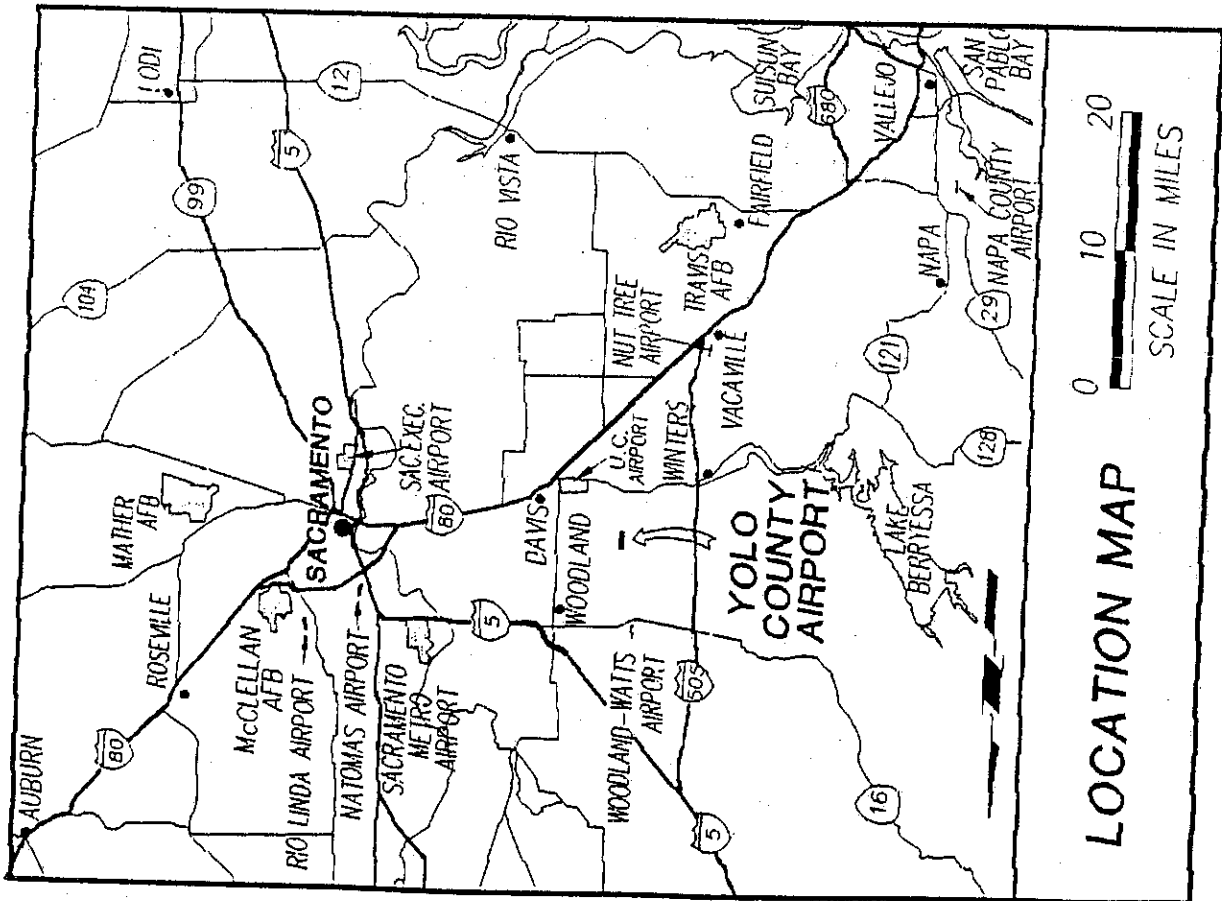 AUBURN
80
ROSEVILLE
McCLELLAN
AFB
RIO LINDA AIRPORT
NATOMAS AIRPORT
SACRAMENTO
METRO
AIRPORT
MATHER
AFB
SACRAMENTO
SAC.EXEC.
AIRPORT
104
99
LODI
5
12
RIO VISTA
80
DAVIS
WOODLAND
5
WOODLAND-WATTS
AIRPORT
505
5
16
U.C.
AIRPORT
WINTERS
NUT TREE
AIRPORT
VACAVILLE
TRAVIS
AFB
FAIRFIELD
SUISUN
BAY
680
VALLEJO
SAN
PABLO
BAY
NAPA
NAPA COUNTY
AIRPORT
29
121
128
LAKE
BERRYESSA
YOLO
COUNTY
AIRPORT
LOCATION MAP
0 10 20
SCALE IN MILES